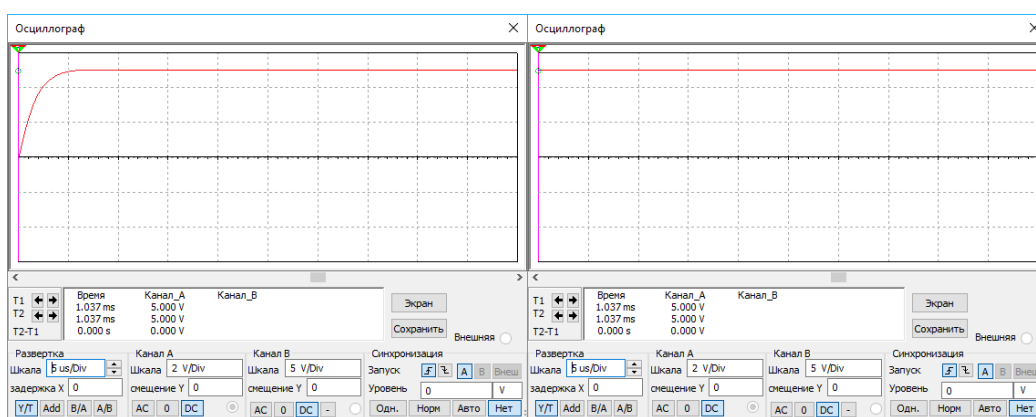 Осциллограф
T1
T2
T2-T1
Время Канал_A Канал_B
1.037 ms 5.000 V
1.037 ms 5.000 V
0.000 s 0.000 V
Экран
Сохранить
Внешняя
Развертка
Шкала 5 us/Div
задержка X 0
Y/T Add B/A A/B
Канал A
Шкала 2 V/Div
смещение Y 0
AC 0 DC
Канал B
Шкала 5 V/Div
смещение Y 0
AC 0 DC -
Синхронизация
Запуск A B Внеш
Уровень 0 V
Одн. Норм Авто Нет
Осциллограф
T1
T2
T2-T1
Время Канал_A Канал_B
1.037 ms 5.000 V
1.037 ms 5.000 V
0.000 s 0.000 V
Экран
Сохранить
Внешняя
Развертка
Шкала 5 us/Div
задержка X 0
Y/T Add B/A A/B
Канал A
Шкала 2 V/Div
смещение Y 0
AC 0 DC
Канал B
Шкала 5 V/Div
смещение Y 0
AC 0 DC -
Синхронизация
Запуск A B Внеш
Уровень 0 V
Одн. Норм Авто Нет